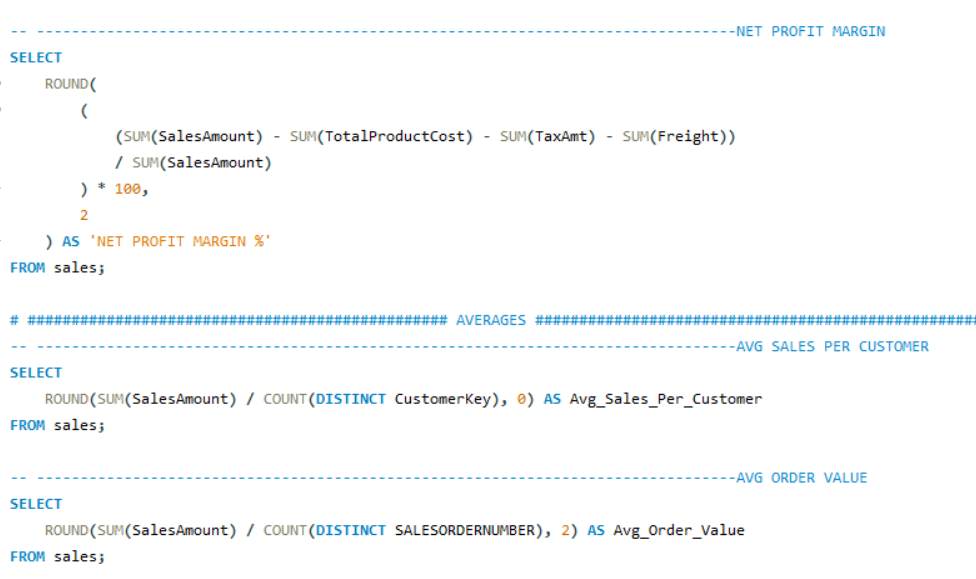 -- --------------------------------------------------------------------------------NET PROFIT MARGIN
SELECT
    ROUND(
        (
            (SUM(SalesAmount) - SUM(TotalProductCost) - SUM(TaxAmt) - SUM(Freight))
            / SUM(SalesAmount)
        ) * 100,
        2
    ) AS 'NET PROFIT MARGIN %'
FROM sales;
# ################################################ AVERAGES ##################################################
-- --------------------------------------------------------------------------------AVG SALES PER CUSTOMER
SELECT
    ROUND(SUM(SalesAmount) / COUNT(DISTINCT CustomerKey), 0) AS Avg_Sales_Per_Customer
FROM sales;
-- --------------------------------------------------------------------------------AVG ORDER VALUE
SELECT
    ROUND(SUM(SalesAmount) / COUNT(DISTINCT SALESORDERNUMBER), 2) AS Avg_Order_Value
FROM sales;